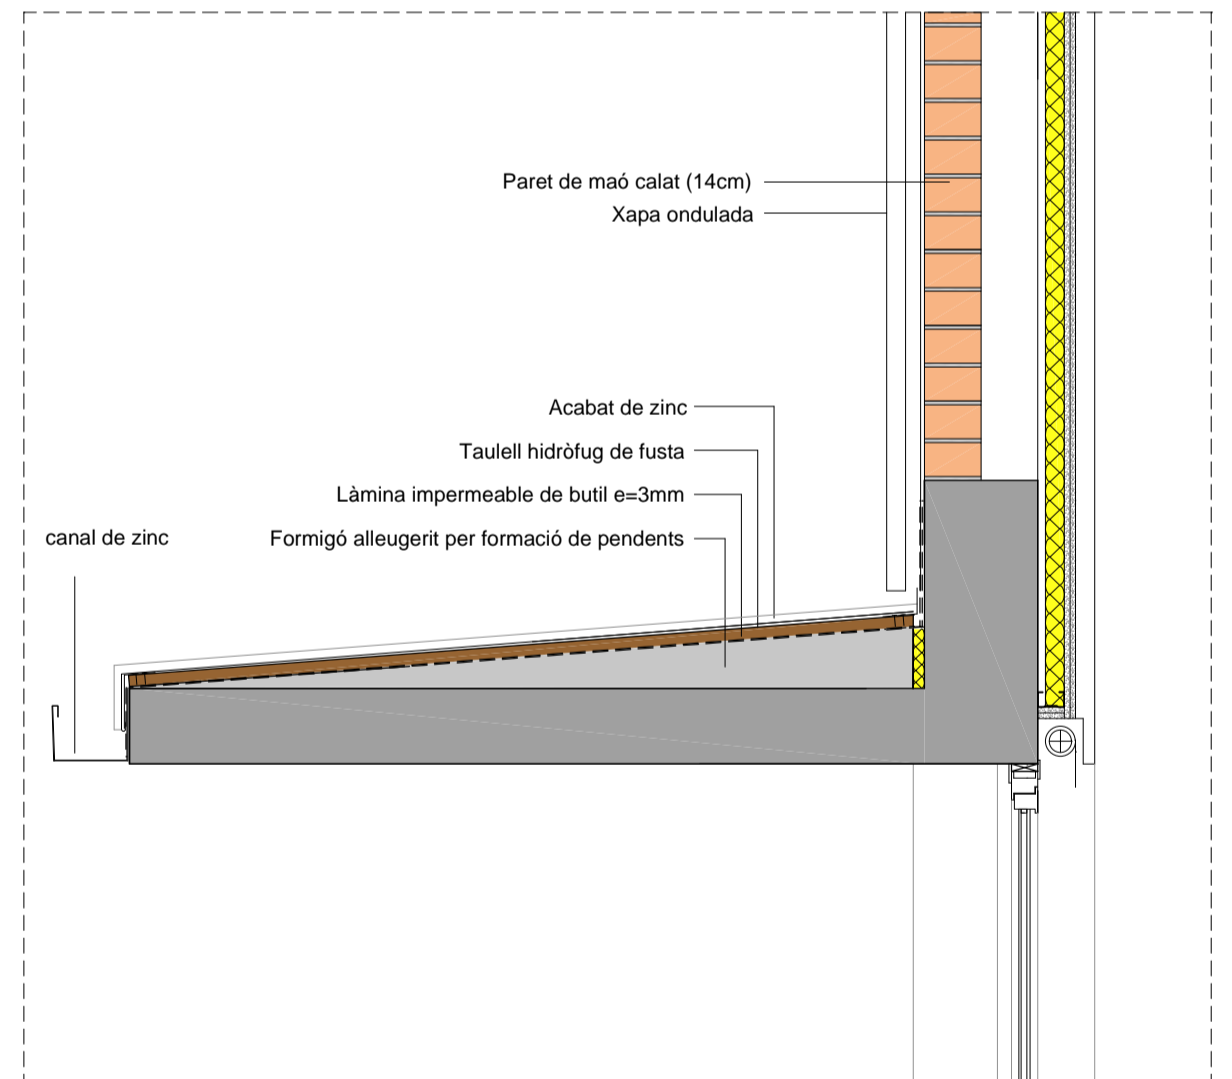 Paret de maó calat (14cm)
Xapa ondulada
Acabat de zinc
Taulell hidròfug de fusta
Làmina impermeable de butil e=3mm
canal de zinc
Formigó alleugerit per formació de pendents